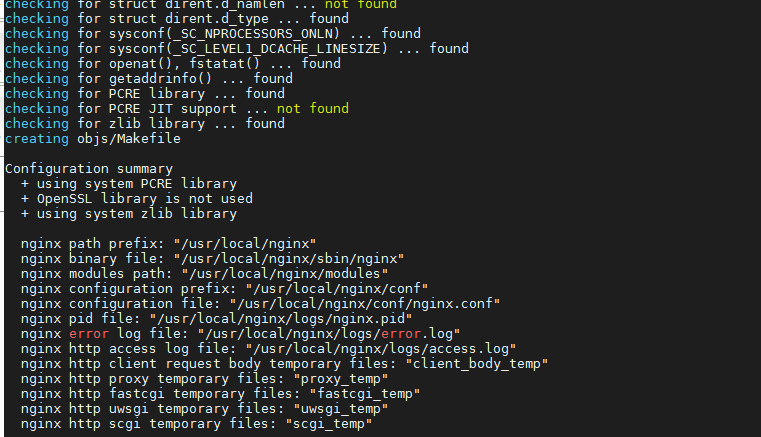 checking for struct dirent.d_namlen ... not found
checking for struct dirent.d_type ... found
checking for sysconf(_SC_NPROCESSORS_ONLN) ... found
checking for sysconf(_SC_LEVEL1_DCACHE_LINESIZE) ... found
checking for openat(), fstatat() ... found
checking for getaddrinfo() ... found
checking for PCRE library ... found
checking for PCRE JIT support ... not found
checking for zlib library ... found
creating objs/Makefile
Configuration summary
+ using system PCRE library
+ OpenSSL library is not used
+ using system zlib library
nginx path prefix: "/usr/local/nginx"
nginx binary file: "/usr/local/nginx/sbin/nginx"
nginx modules path: "/usr/local/nginx/modules"
nginx configuration prefix: "/usr/local/nginx/conf"
nginx configuration file: "/usr/local/nginx/conf/nginx.conf"
nginx pid file: "/usr/local/nginx/logs/nginx.pid"
nginx error log file: "/usr/local/nginx/logs/error.log"
nginx http access log file: "/usr/local/nginx/logs/access.log"
nginx http client request body temporary files: "client_body_temp"
nginx http proxy temporary files: "proxy_temp"
nginx http fastcgi temporary files: "fastcgi_temp"
nginx http uwsgi temporary files: "uwsgi_temp"
nginx http scgi temporary files: "scgi_temp"